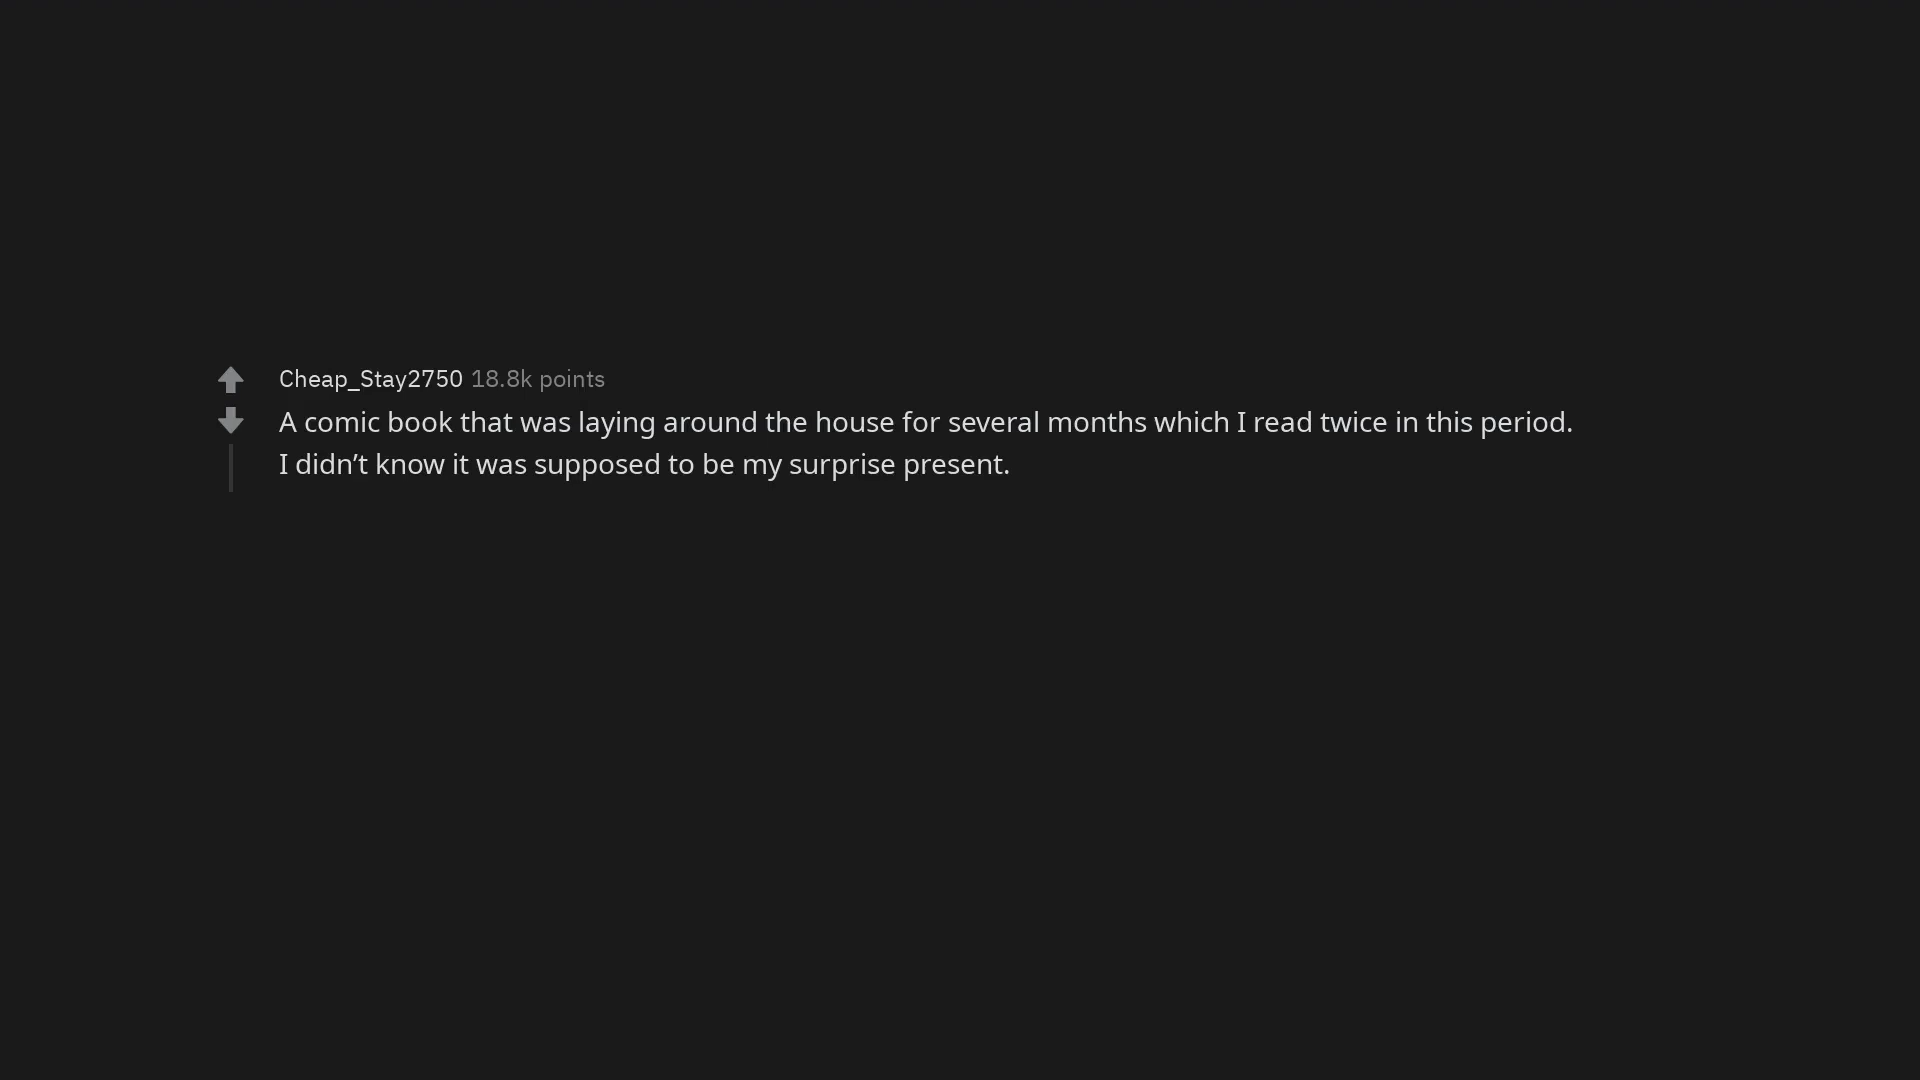 Cheap_Stay2750 18.8k points
A comic book that was laying around the house for several months which I read twice in this period.
I didn’t know it was supposed to be my surprise present.